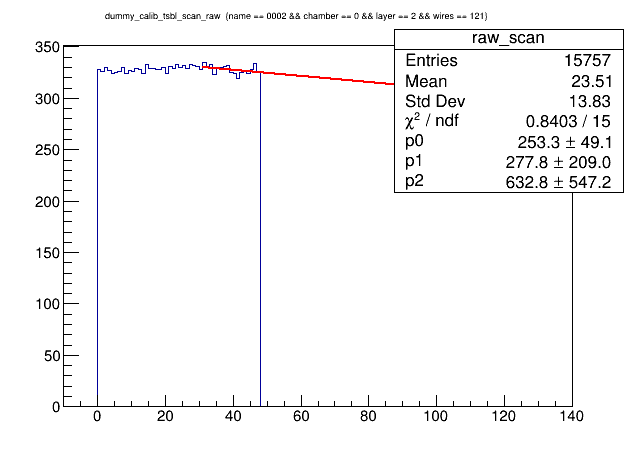 dummy_calib_tsbl_scan_raw (name == 0002 && chamber == 0 && layer == 2 && wires == 121)
raw_scan
Entries 15757
Mean 23.51
Std Dev 13.83
χ² / ndf 0.8403 / 15
p0 253.3 ± 49.1
p1 277.8 ± 209.0
p2 632.8 ± 547.2
350
300
250
200
150
100
50
0
0 20 40 60 80 100 120 140